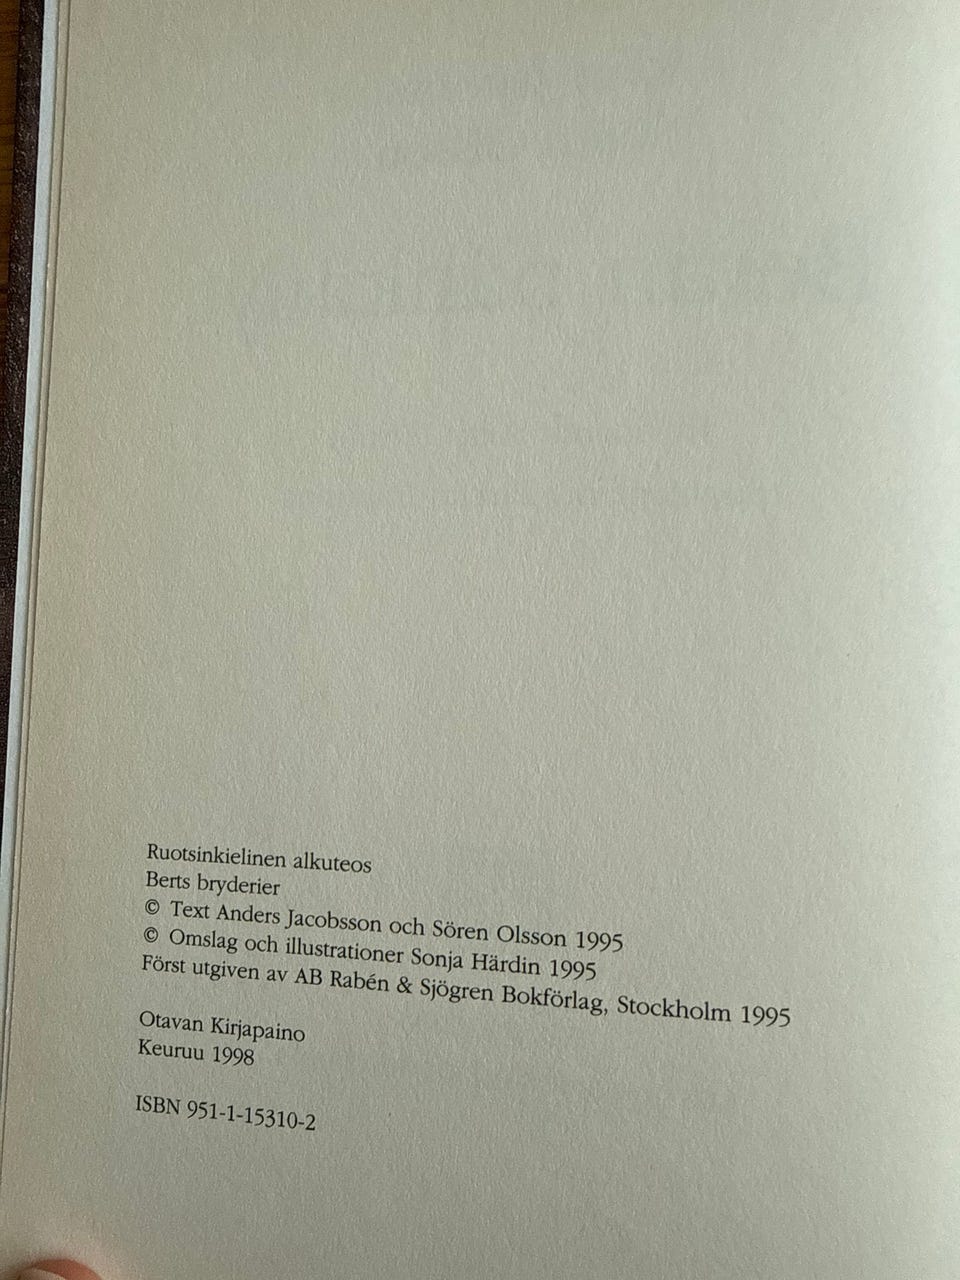 Ruotsinkielinen alkuteos
Berts bryderier
© Text Anders Jacobsson och Sören Olsson 1995
© Omslag och illustrationer Sonja Härdin 1995
Först utgiven av AB Rabén & Sjögren Bokförlag, Stockholm 1995
Otavan Kirjapaino
Keuruu 1998
ISBN 951-1-15310-2